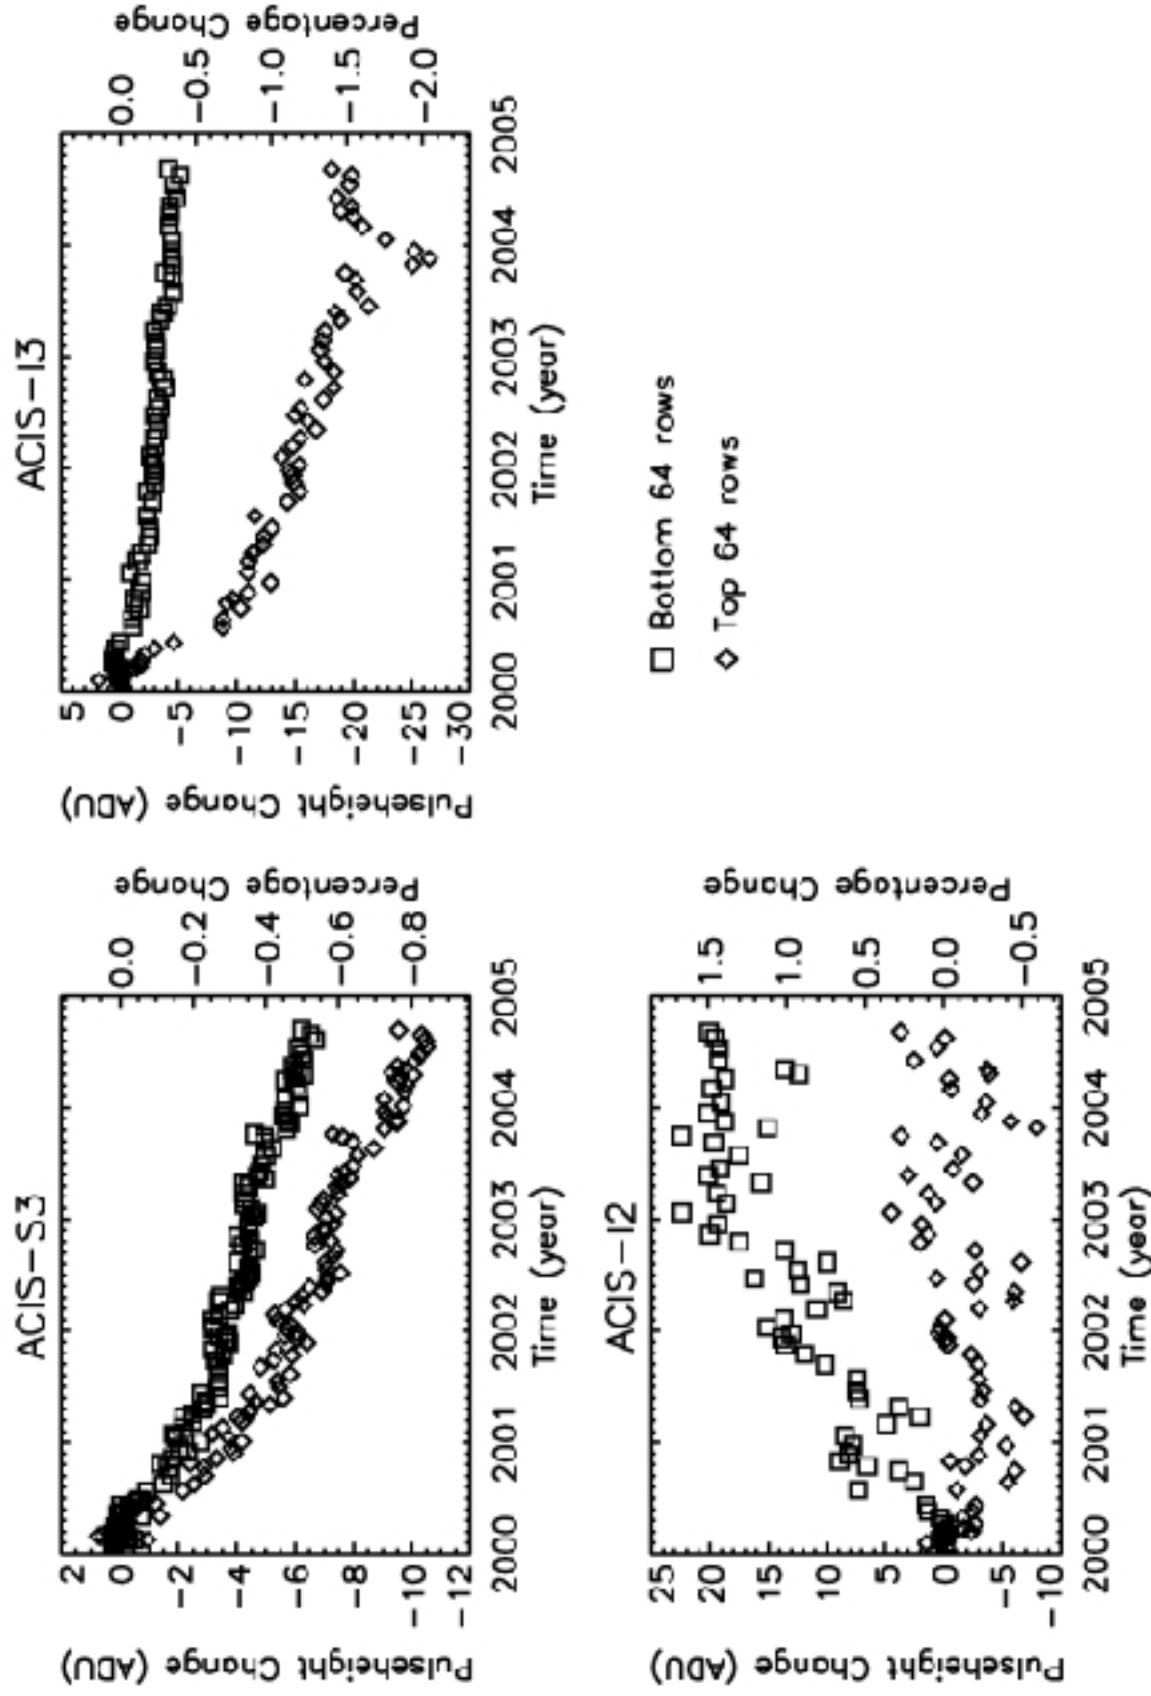 ACIS-S3
Pulseheight Change (ADU)
2
0
-2
-4
-6
-8
-10
-12
0.0
-0.2
-0.4
-0.6
-0.8
Percentage Change
2000 2001 2002 2003 2004 2005
Time (year)
ACIS-I3
Pulseheight Change (ADU)
5
0
-5
-10
-15
-20
-25
-30
0.0
-0.5
-1.0
-1.5
-2.0
Percentage Change
2000 2001 2002 2003 2004 2005
Time (year)
ACIS-I2
Pulseheight Change (ADU)
25
20
15
10
5
0
-5
-10
1.5
1.0
0.5
0.0
-0.5
Percentage Change
2000 2001 2002 2003 2004 2005
Time (year)
Bottom 64 rows
Top 64 rows